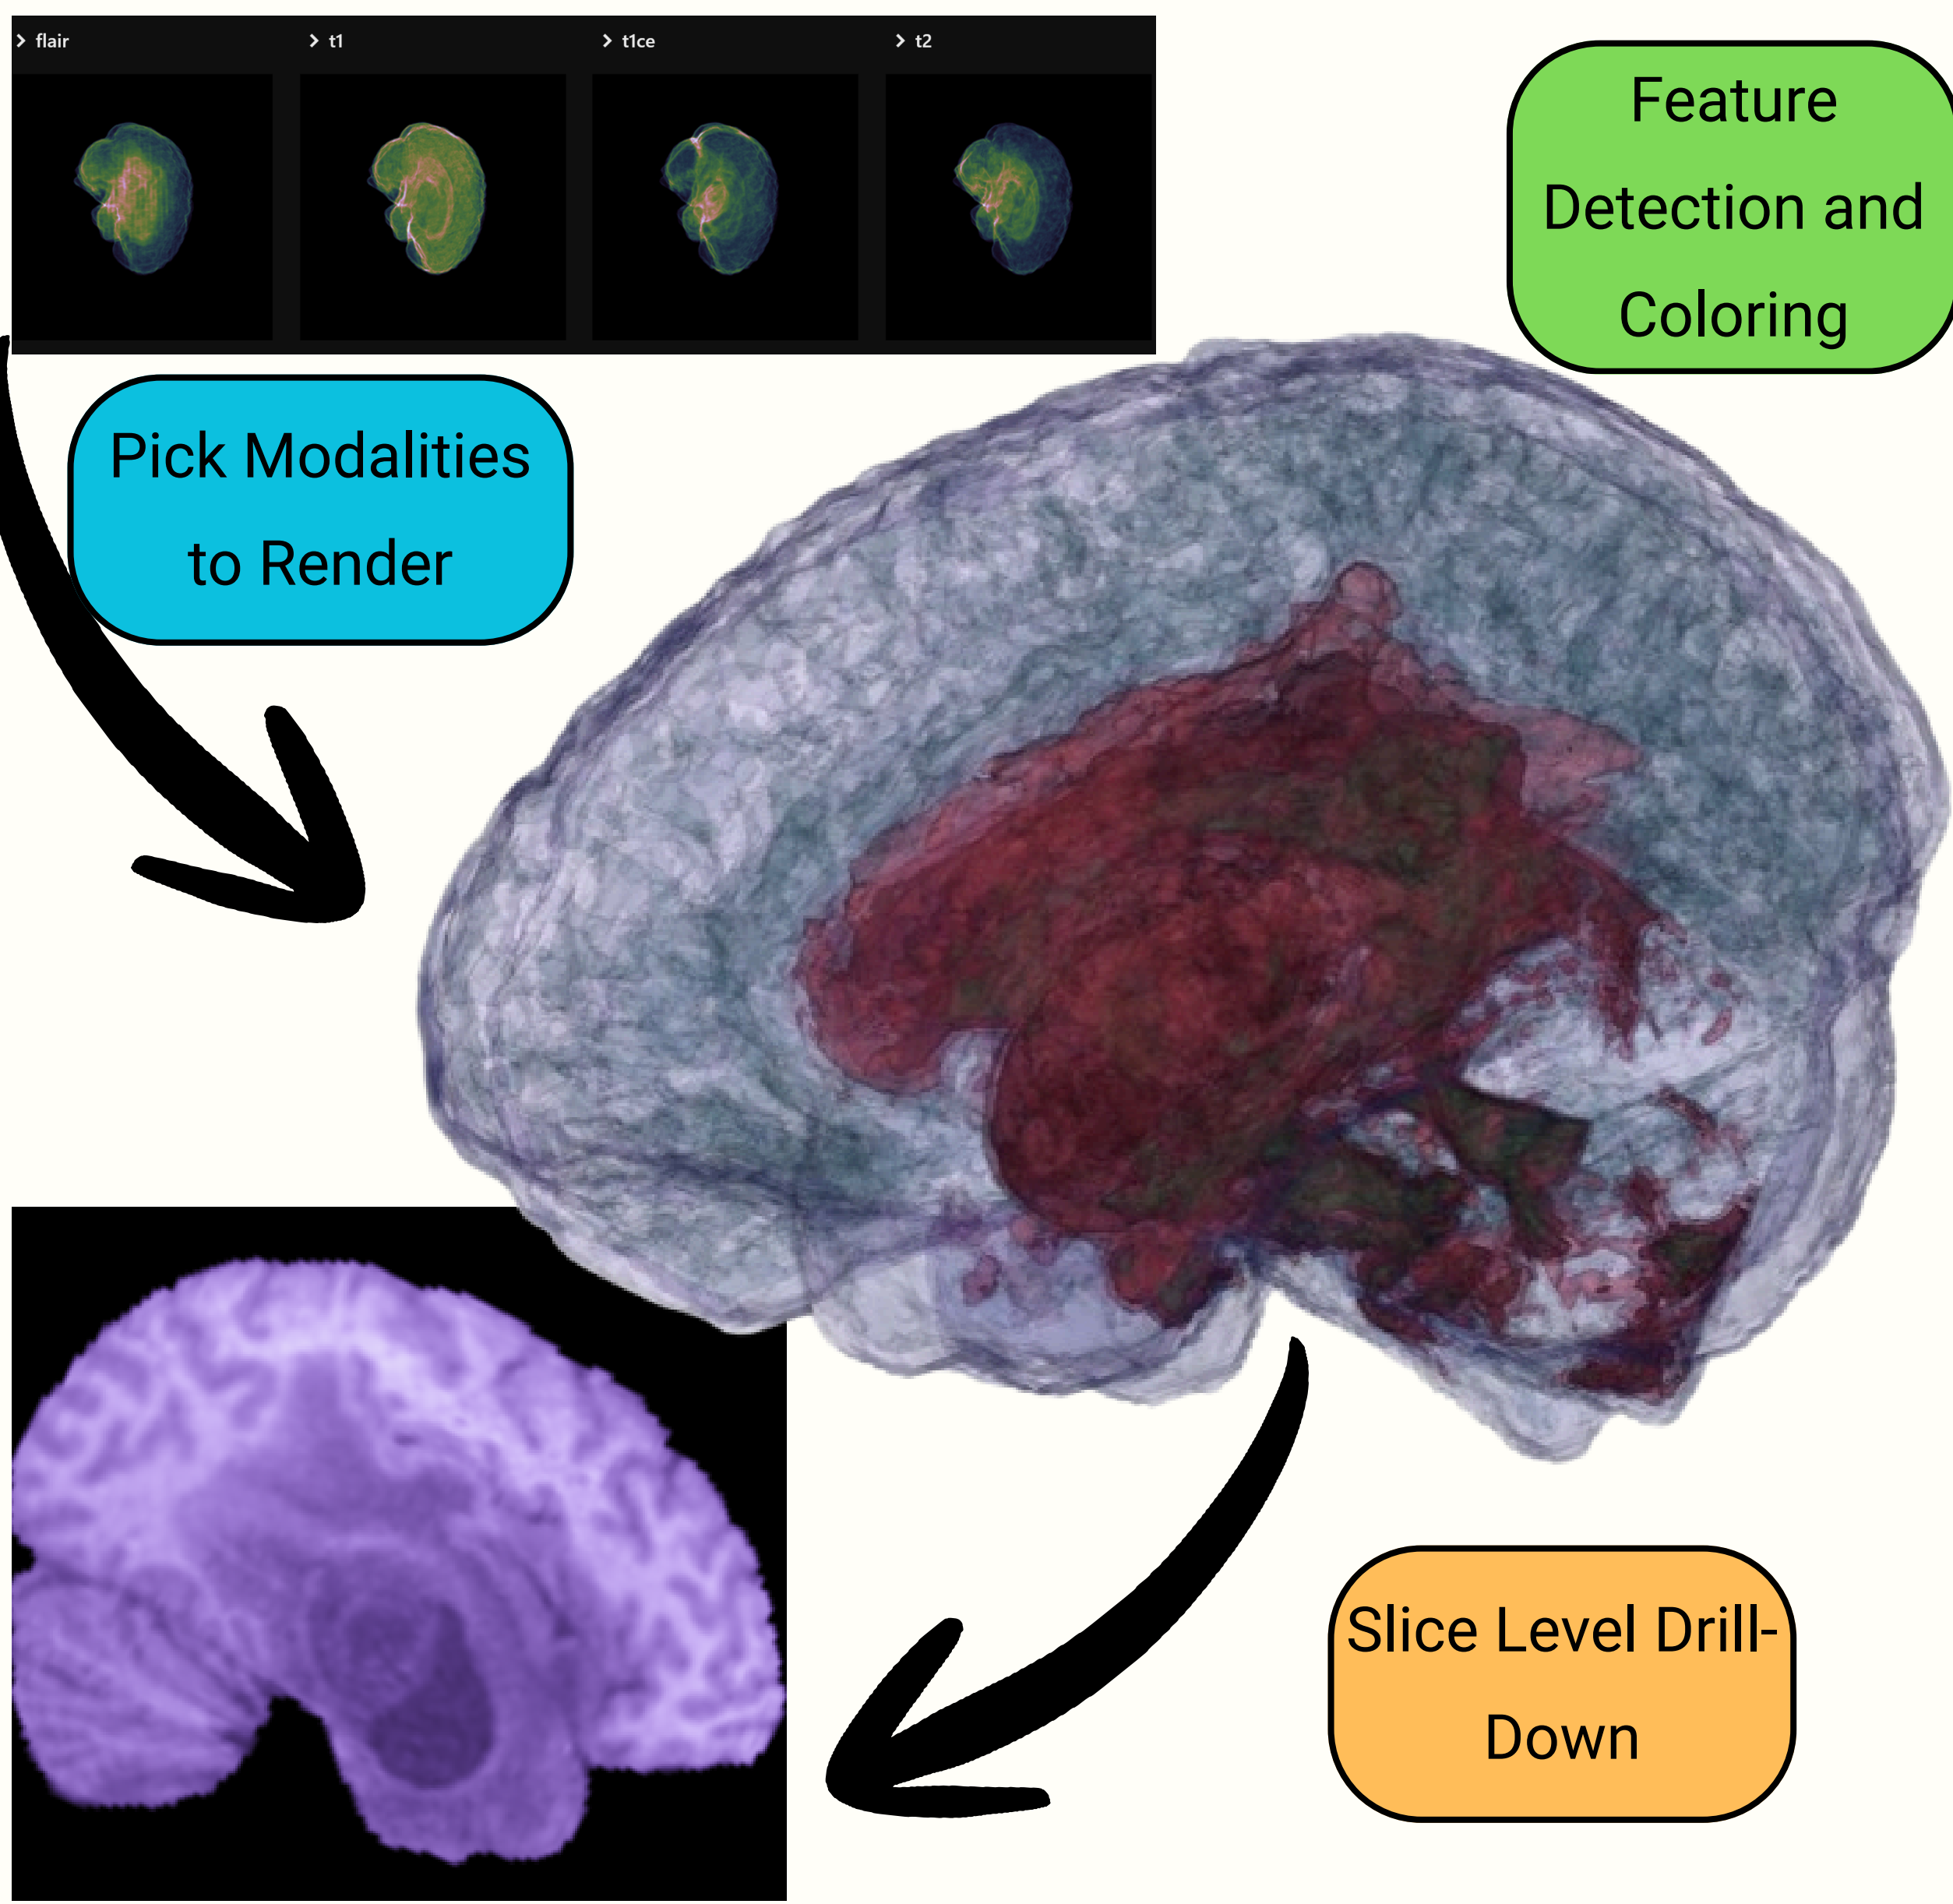 flair t1 t1ce t2
Feature
Detection and
Coloring
Pick Modalities
to Render
Slice Level Drill-
Down